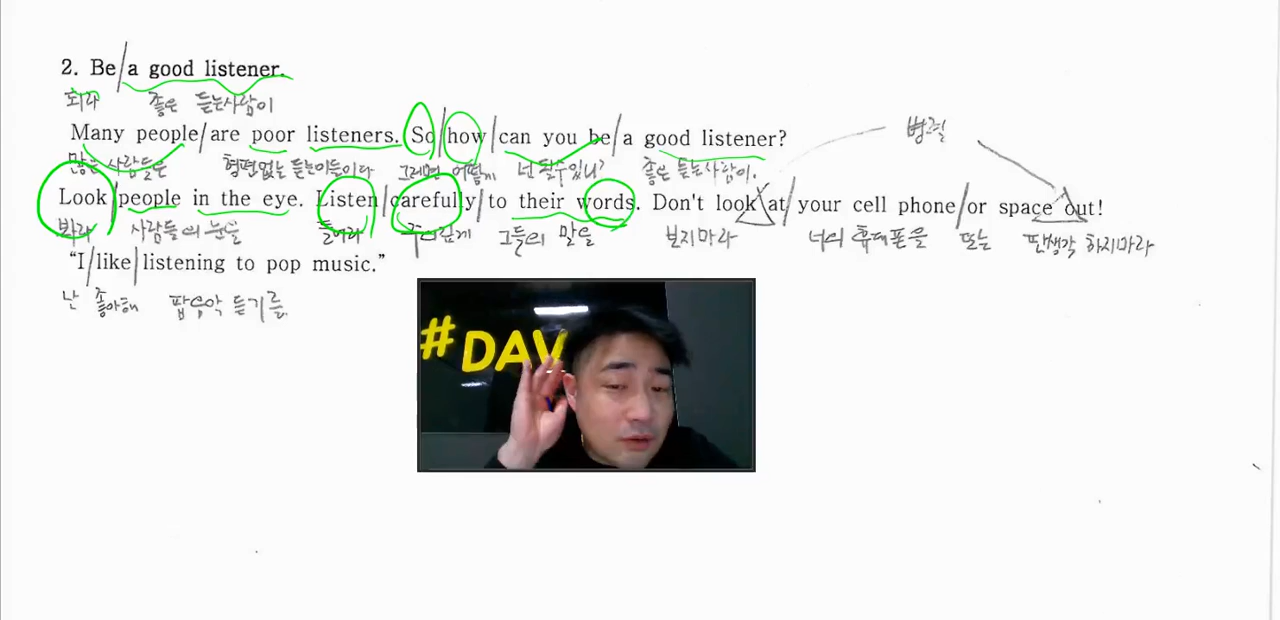 2. Be/a good listener.
되라 좋은 듣는사람이
Many people/are poor listeners. So/how/can you be/a good listener?
많은 사람들은 형편없는 듣는이들이다 그러면 어떻게 넌 될수있니? 좋은 듣는사람이.
병렬
Look/people in the eye. Listen/carefully/to their words. Don't look at/your cell phone/or space out!
봐라 사람들의 눈을 들어라 주의깊게 그들의 말을 보지마라 너의 휴대폰을 또는 딴생각 하지마라
“I/like/listening to pop music.”
난 좋아해 팝음악 듣기를.
#DAV